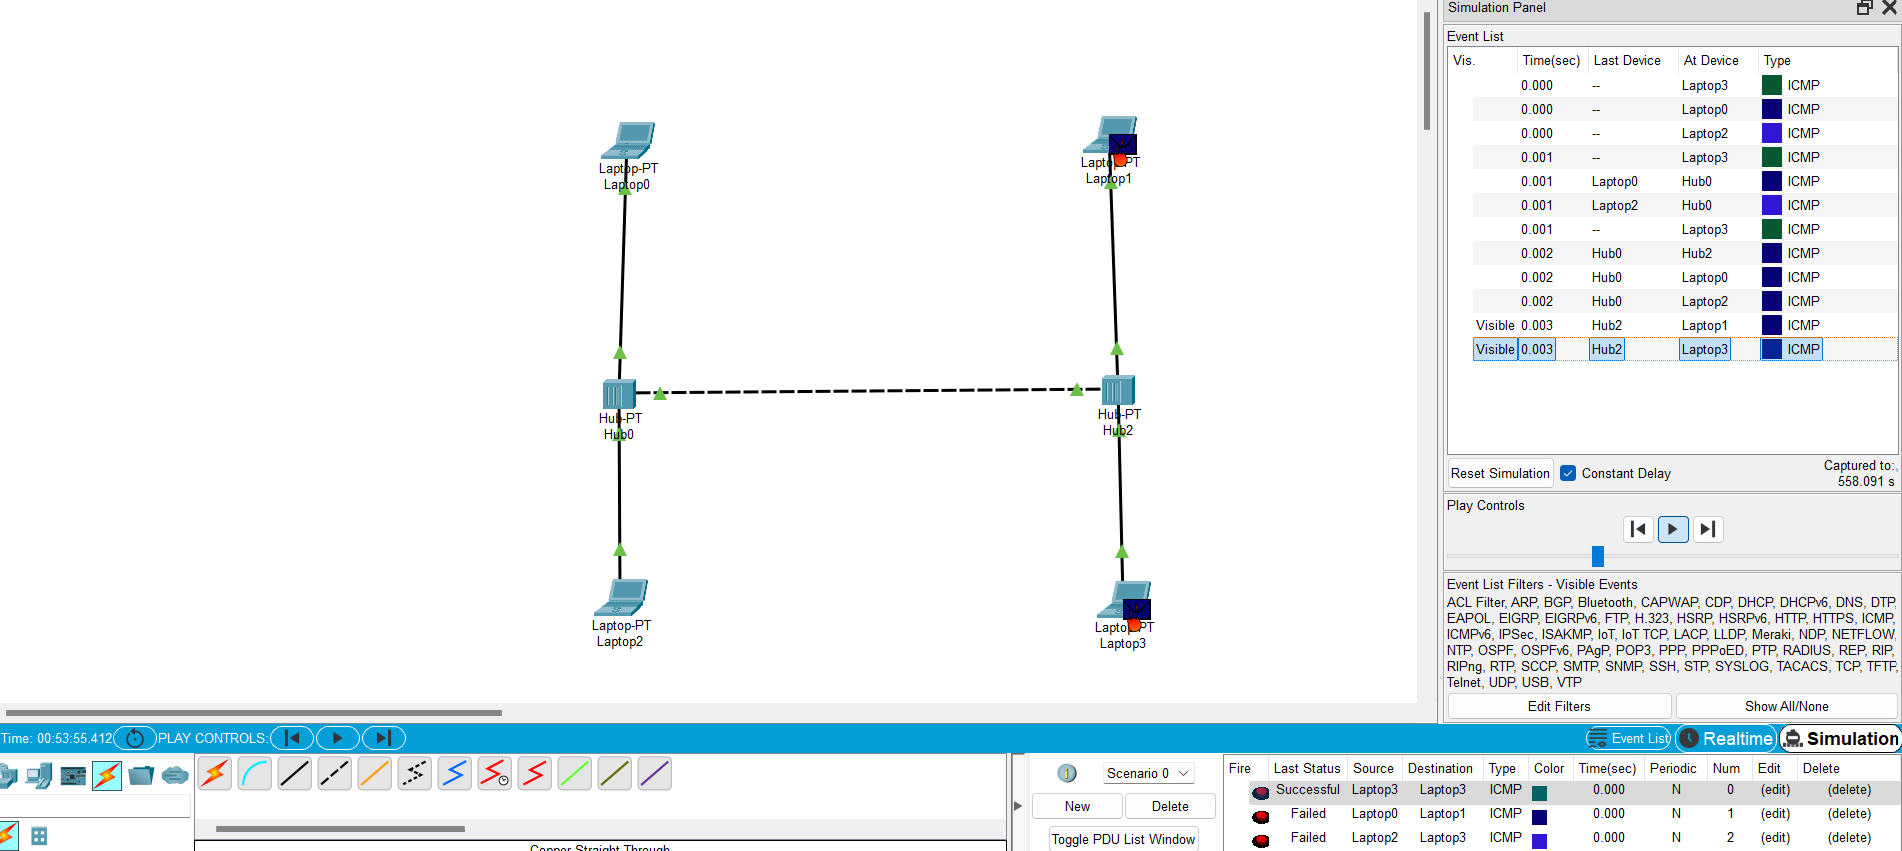 Simulation Panel
Event List
Vis. Time(sec) Last Device At Device Type
0.000 -- Laptop3 ICMP
0.000 -- Laptop0 ICMP
0.000 -- Laptop2 ICMP
0.001 -- Laptop3 ICMP
0.001 Laptop0 Hub0 ICMP
0.001 Laptop2 Hub0 ICMP
0.001 -- Laptop3 ICMP
0.002 Hub0 Hub2 ICMP
0.002 Hub0 Laptop0 ICMP
0.002 Hub0 Laptop2 ICMP
Visible 0.003 Hub2 Laptop1 ICMP
Visible 0.003 Hub2 Laptop3 ICMP
Reset Simulation Constant Delay
Captured to:
558.091 s
Play Controls
Event List Filters - Visible Events
ACL Filter, ARP, BGP, Bluetooth, CAPWAP, CDP, DHCP, DHCPv6, DNS, DTP,
EAPOL, EIGRP, EIGRPv6, FTP, H.323, HSRP, HSRPv6, HTTP, HTTPS, ICMP,
ICMPv6, IPSec, ISAKMP, IoT, IoT TCP, LACP, LLDP, Meraki, NDP, NETFLOW,
NTP, OSPF, OSPFv6, PAgP, POP3, PPP, PPPoED, PTP, RADIUS, REP, RIP,
RIPng, RTP, SCCP, SMTP, SNMP, SSH, STP, SYSLOG, TACACS, TCP, TFTP,
Telnet, UDP, USB, VTP
Edit Filters Show All/None
Laptop-PT
Laptop0
Laptop-PT
Laptop1
Hub-PT
Hub0
Hub-PT
Hub2
Laptop-PT
Laptop2
Laptop-PT
Laptop3
Time: 00:53:55.412 PLAY CONTROLS:
Event List Realtime Simulation
Scenario 0
New Delete
Toggle PDU List Window
Copper Straight-Through
Fire Last Status Source Destination Type Color Time(sec) Periodic Num Edit Delete
Successful Laptop3 Laptop3 ICMP 0.000 N 0 (edit) (delete)
Failed Laptop0 Laptop1 ICMP 0.000 N 1 (edit) (delete)
Failed Laptop2 Laptop3 ICMP 0.000 N 2 (edit) (delete)